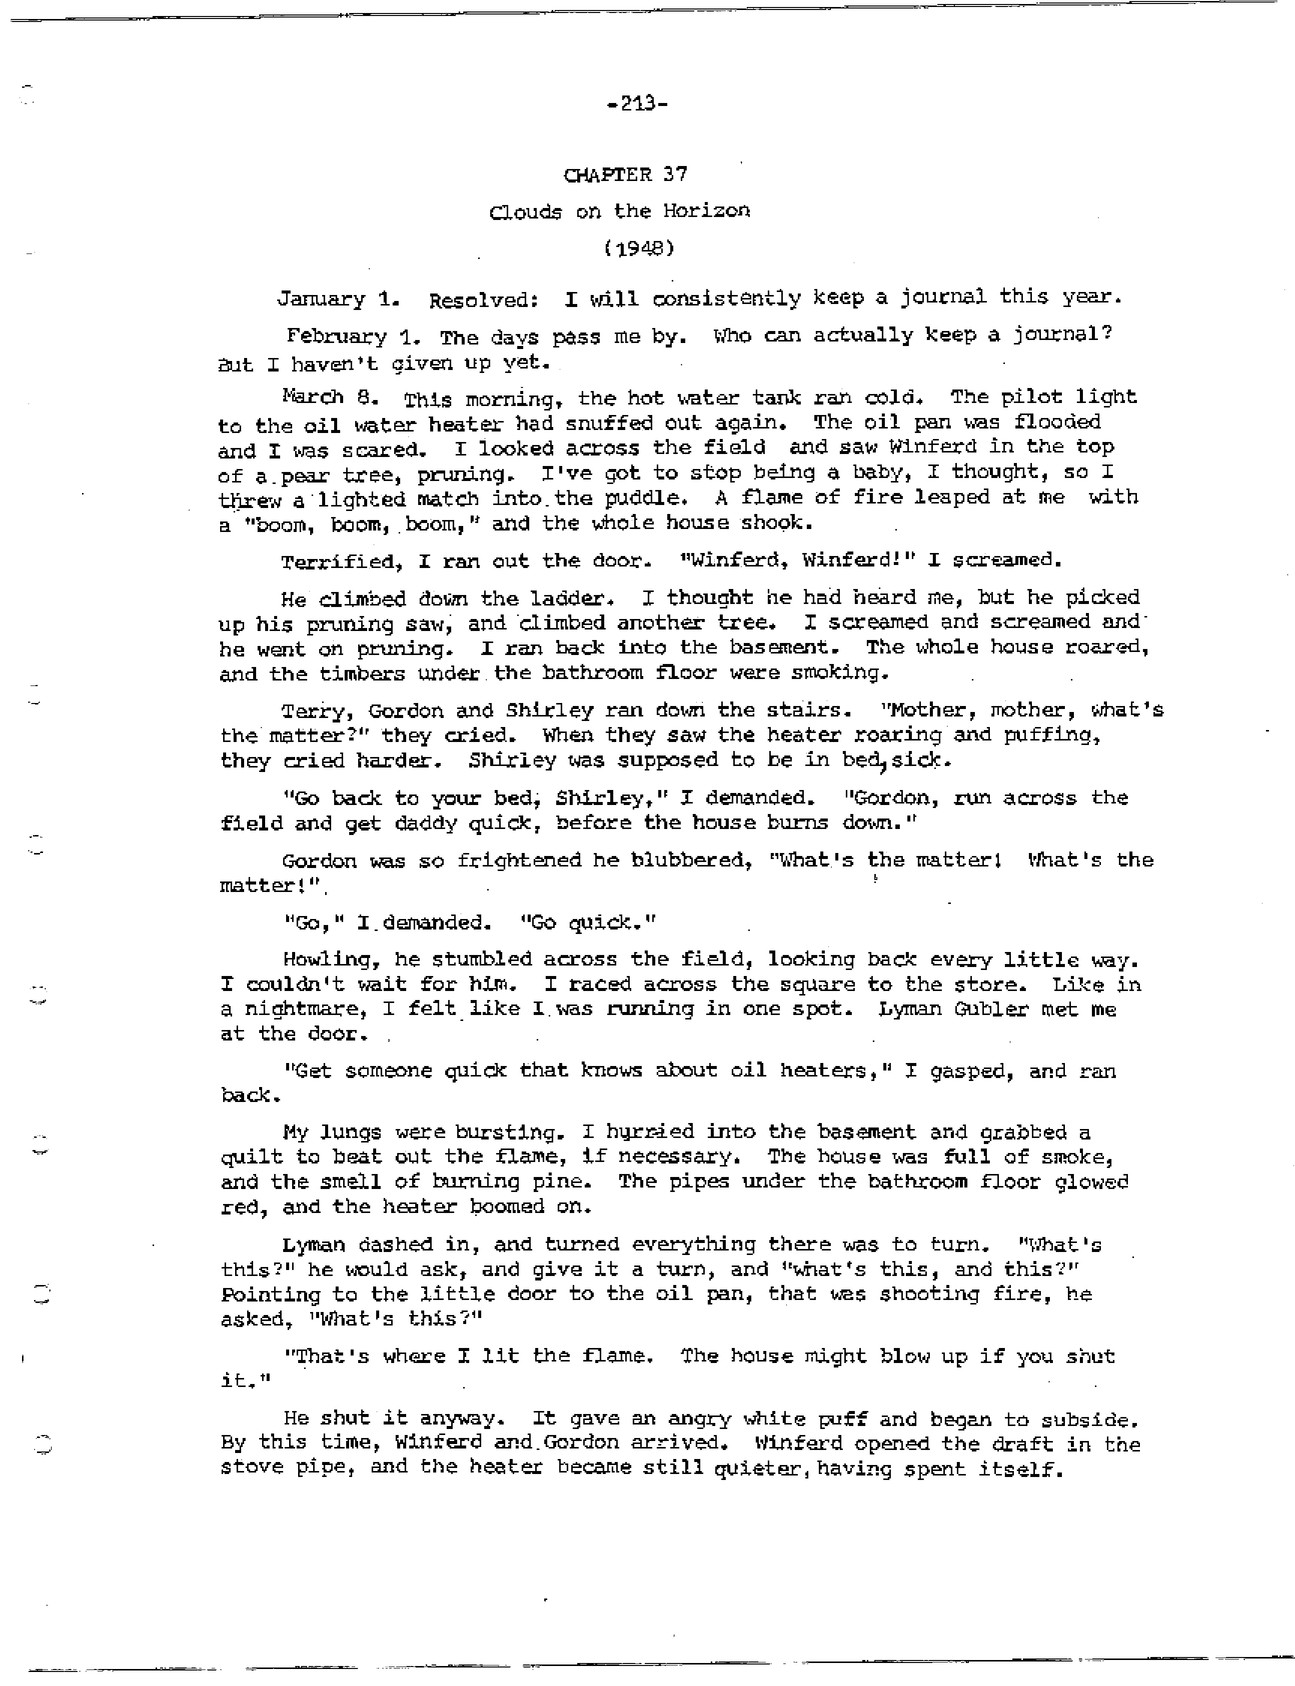 -213-
CHAPTER 37
Clouds on the Horizon
(1948)
January 1. Resolved: I will consistently keep a journal this year.
February 1. The days pass me by. Who can actually keep a journal?
But I haven't given up yet.
March 8. This morning, the hot water tank ran cold. The pilot light
to the oil water heater had snuffed out again. The oil pan was flooded
and I was scared. I looked across the field and saw Winferd in the top
of a pear tree, pruning. I've got to stop being a baby, I thought, so I
threw a lighted match into the puddle. A flame of fire leaped at me with
a "boom, boom, boom," and the whole house shook.
Terrified, I ran out the door. "Winferd, Winferd!" I screamed.
He climbed down the ladder. I thought he had heard me, but he picked
up his pruning saw, and climbed another tree. I screamed and screamed and
he went on pruning. I ran back into the basement. The whole house roared,
and the timbers under the bathroom floor were smoking.
Terry, Gordon and Shirley ran down the stairs. "Mother, mother, what's
the matter?" they cried. When they saw the heater roaring and puffing,
they cried harder. Shirley was supposed to be in bed, sick.
"Go back to your bed, Shirley," I demanded. "Gordon, run across the
field and get daddy quick, before the house burns down."
Gordon was so frightened he blubbered, "What's the matter! What's the
matter!"
"Go," I demanded. "Go quick."
Howling, he stumbled across the field, looking back every little way.
I couldn't wait for him. I raced across the square to the store. Like in
a nightmare, I felt like I was running in one spot. Lyman Gubler met me
at the door.
"Get someone quick that knows about oil heaters," I gasped, and ran
back.
My lungs were bursting. I hurried into the basement and grabbed a
quilt to beat out the flame, if necessary. The house was full of smoke,
and the smell of burning pine. The pipes under the bathroom floor glowed
red, and the heater boomed on.
Lyman dashed in, and turned everything there was to turn. "What's
this?" he would ask, and give it a turn, and "what's this, and this?"
Pointing to the little door to the oil pan, that was shooting fire, he
asked, "What's this?"
"That's where I lit the flame. The house might blow up if you shut
it."
He shut it anyway. It gave an angry white puff and began to subside.
By this time, Winferd and Gordon arrived. Winferd opened the draft in the
stove pipe, and the heater became still quieter, having spent itself.